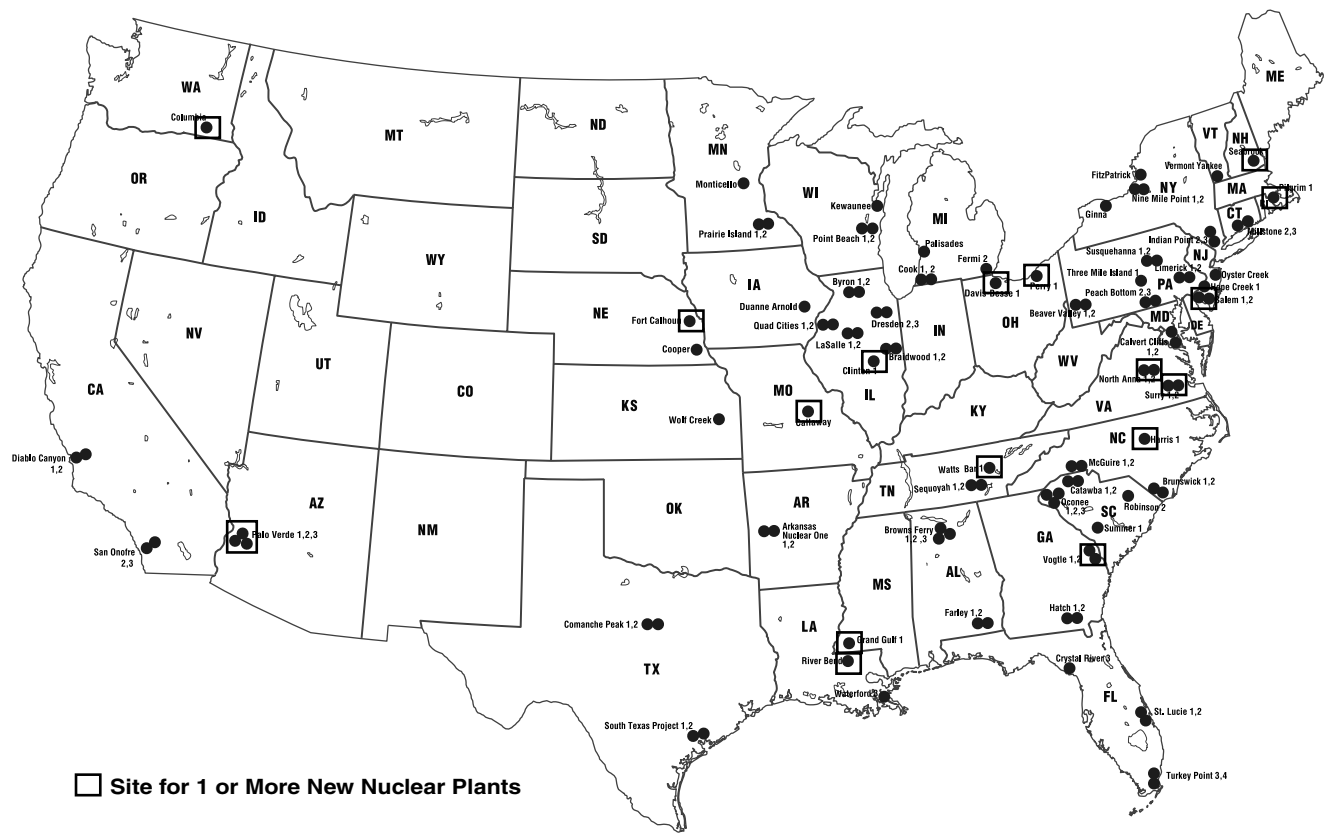 ME
WA
Columbia
MT
ND
VT
NH
Seabrook
MN
OR
Vermont Yankee
FitzPatrick
Monticello
WI
NY
MA
Pilgrim 1
Nine Mile Point 1,2
ID
Kewaunee
Ginna
CT
MI
Prairie Island 1,2
Point Beach 1,2
Millstone 2,3
SD
Indian Point 2,3
Palisades
Susquehanna 1,2
NJ
WY
Fermi 2
Limerick 1,2
Cook 1, 2
Three Mile Island 1
Oyster Creek
IA
Byron 1,2
Davis-Besse 1
Perry 1
PA
Hope Creek 1
Peach Bottom 2,3
Salem 1,2
Duanne Arnold
Beaver Valley 1,2
NE
Fort Calhoun
Quad Cities 1,2
Dresden 2,3
OH
MD
DE
NV
IN
LaSalle 1,2
Calvert Cliffs
1,2
Cooper
Braidwood 1,2
UT
WV
Clinton 1
CA
CO
North Anna 1,2
MO
IL
Surry 1,2
KS
VA
KY
Wolf Creek
Callaway
NC
Harris 1
Diablo Canyon
1,2
Watts Bar 1
McGuire 1,2
Sequoyah 1,2
TN
Catawba 1,2
Brunswick 1,2
AZ
AR
Oconee
1,2,3
Robinson 2
OK
SC
NM
Arkansas
Nuclear One
1,2
Browns Ferry
1,2 ,3
Summer 1
Palo Verde 1,2,3
GA
San Onofre
2,3
Vogtle 1,2
AL
MS
Hatch 1,2
Comanche Peak 1,2
Farley 1,2
LA
Grand Gulf 1
River Bend
Crystal River 3
TX
Waterford
FL
St. Lucie 1,2
South Texas Project 1,2
Turkey Point 3,4
Site for 1 or More New Nuclear Plants